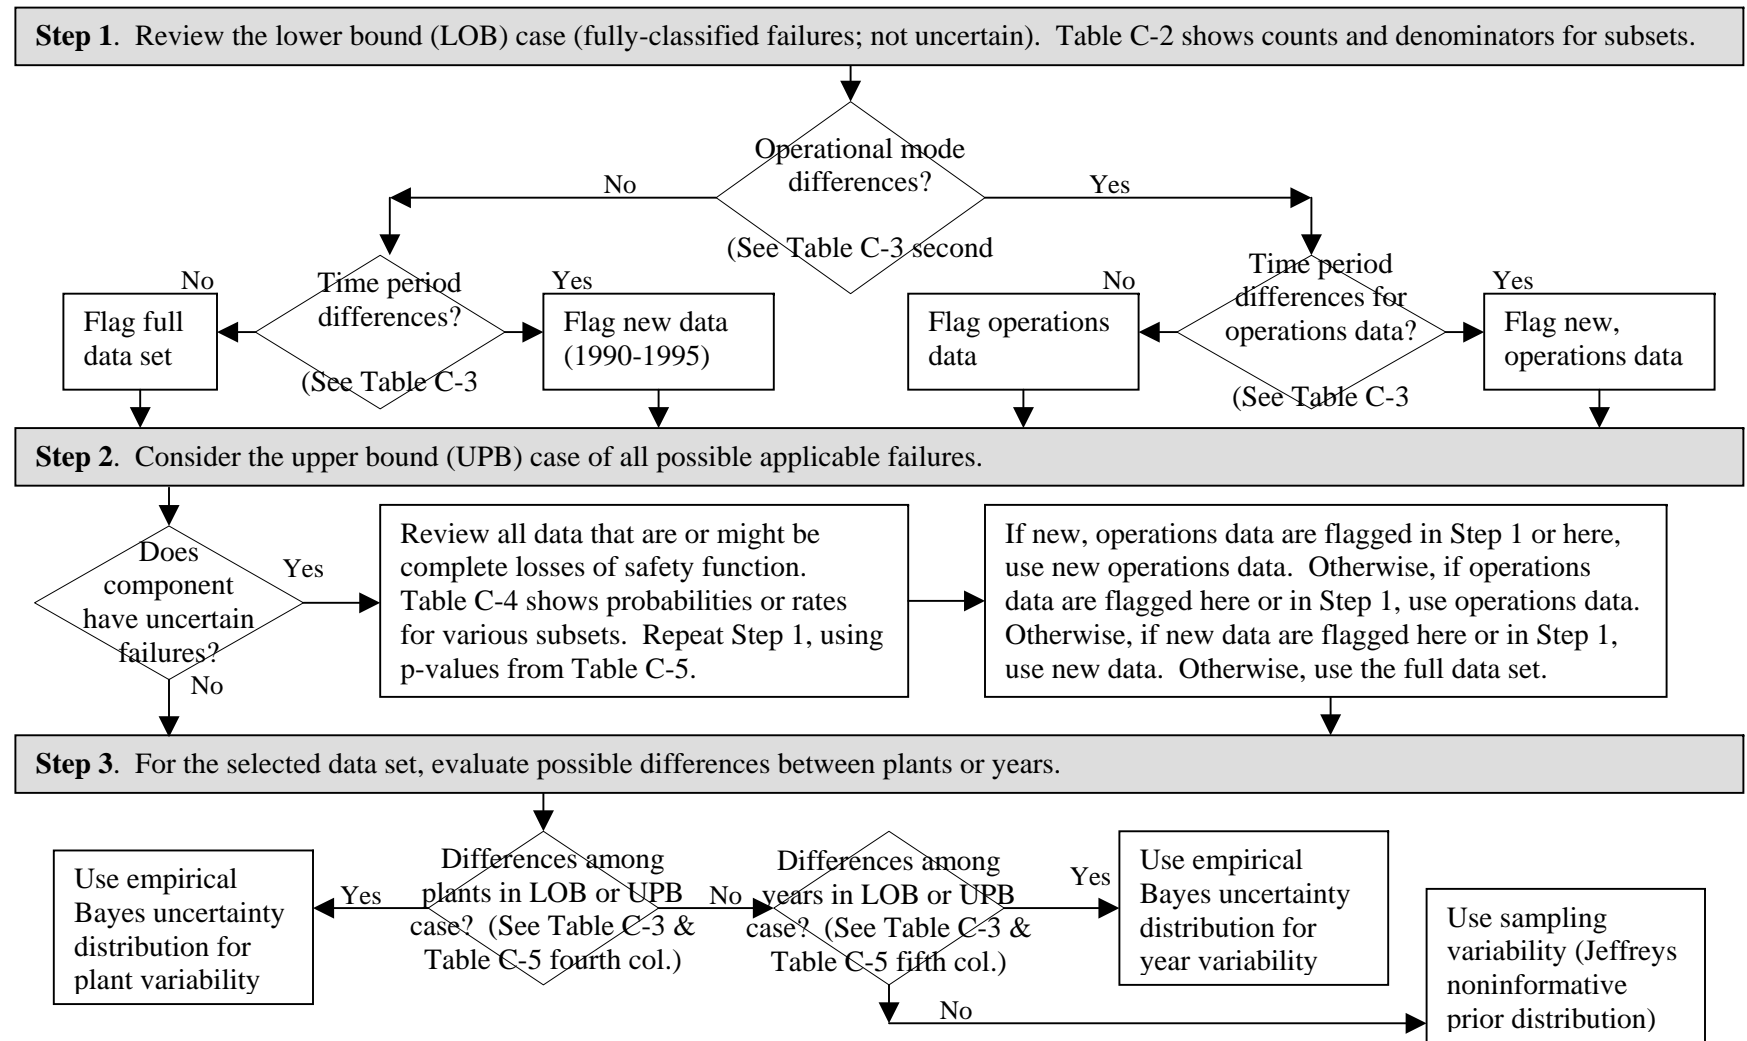 Step 1.  Review the lower bound (LOB) case (fully-classified failures; not uncertain).  Table C-2 shows counts and denominators for subsets.
Operational mode
differences?
No
Yes
(See Table C-3 second
No
Time period
differences?
Yes
(See Table C-3
Flag full
data set
Flag new data
(1990-1995)
No
Time period
differences for
operations data?
Yes
(See Table C-3
Flag operations
data
Flag new,
operations data
Step 2.  Consider the upper bound (UPB) case of all possible applicable failures.
Does
component
have uncertain
failures?
Yes
No
Review all data that are or might be
complete losses of safety function.
Table C-4 shows probabilities or rates
for various subsets.  Repeat Step 1, using
p-values from Table C-5.
If new, operations data are flagged in Step 1 or here,
use new operations data.  Otherwise, if operations
data are flagged here or in Step 1, use operations data.
Otherwise, if new data are flagged here or in Step 1,
use new data.  Otherwise, use the full data set.
Step 3.  For the selected data set, evaluate possible differences between plants or years.
Use empirical
Bayes uncertainty
distribution for
plant variability
Yes
Differences among
plants in LOB or UPB
case?  (See Table C-3 &
Table C-5 fourth col.)
No
Differences among
years in LOB or UPB
case?  (See Table C-3 &
Table C-5 fifth col.)
Yes
No
Use empirical
Bayes uncertainty
distribution for
year variability
Use sampling
variability (Jeffreys
noninformative
prior distribution)